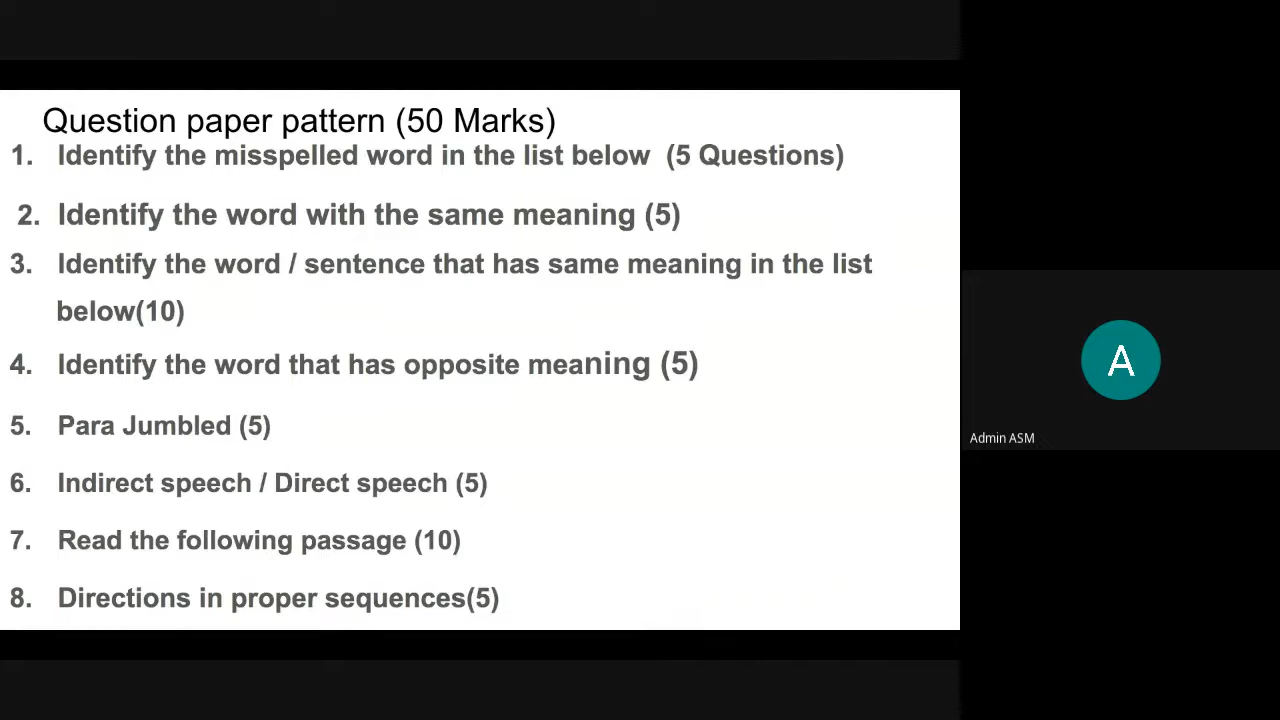 Question paper pattern (50 Marks)
1. Identify the misspelled word in the list below (5 Questions)
2. Identify the word with the same meaning (5)
3. Identify the word / sentence that has same meaning in the list
below(10)
4. Identify the word that has opposite meaning (5)
5. Para Jumbled (5)
6. Indirect speech / Direct speech (5)
7. Read the following passage (10)
8. Directions in proper sequences(5)
A
Admin ASM